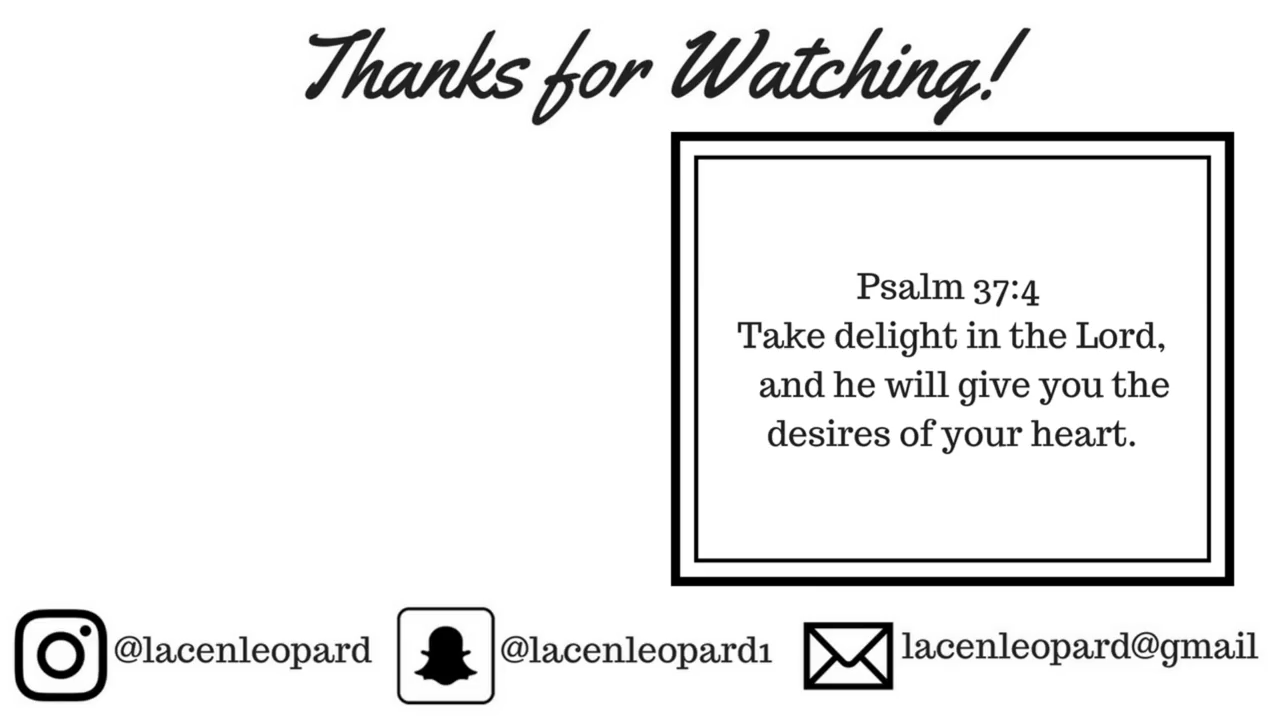 Thanks for Watching!
Psalm 37:4
Take delight in the Lord,
and he will give you the
desires of your heart.
@lacenleopard
@lacenleopard1
lacenleopard@gmail